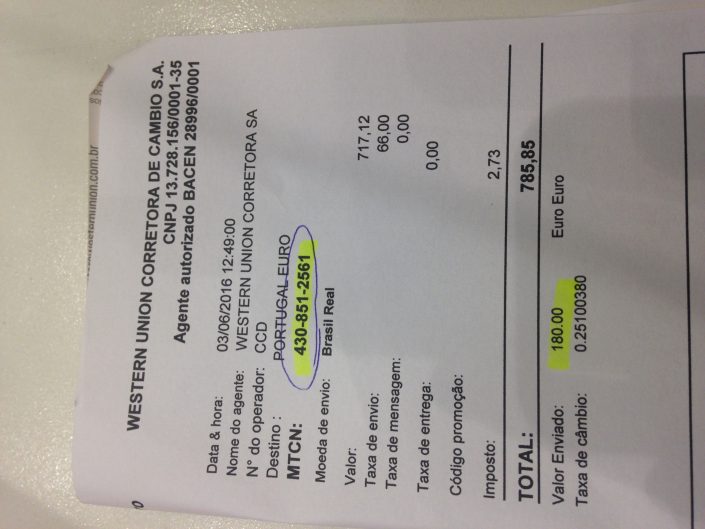 WESTERN UNION CORRETORA DE CAMBIO S.A.
CNPJ 13.728.156/0001-35
Agente autorizado BACEN 28996/0001
Data & hora: 03/06/2016 12:49:00
Nome do agente: WESTERN UNION CORRETORA SA
N° do operador: CCD
Destino : PORTUGAL EURO
MTCN: 430-851-2561
Moeda de envio: Brasil Real
Valor: 717,12
Taxa de envio: 66,00
Taxa de mensagem: 0,00
Taxa de entrega: 0,00
Código promoção:
Imposto: 2,73
TOTAL: 785,85
Valor Enviado: 180.00 Euro Euro
Taxa de câmbio: 0.25100380